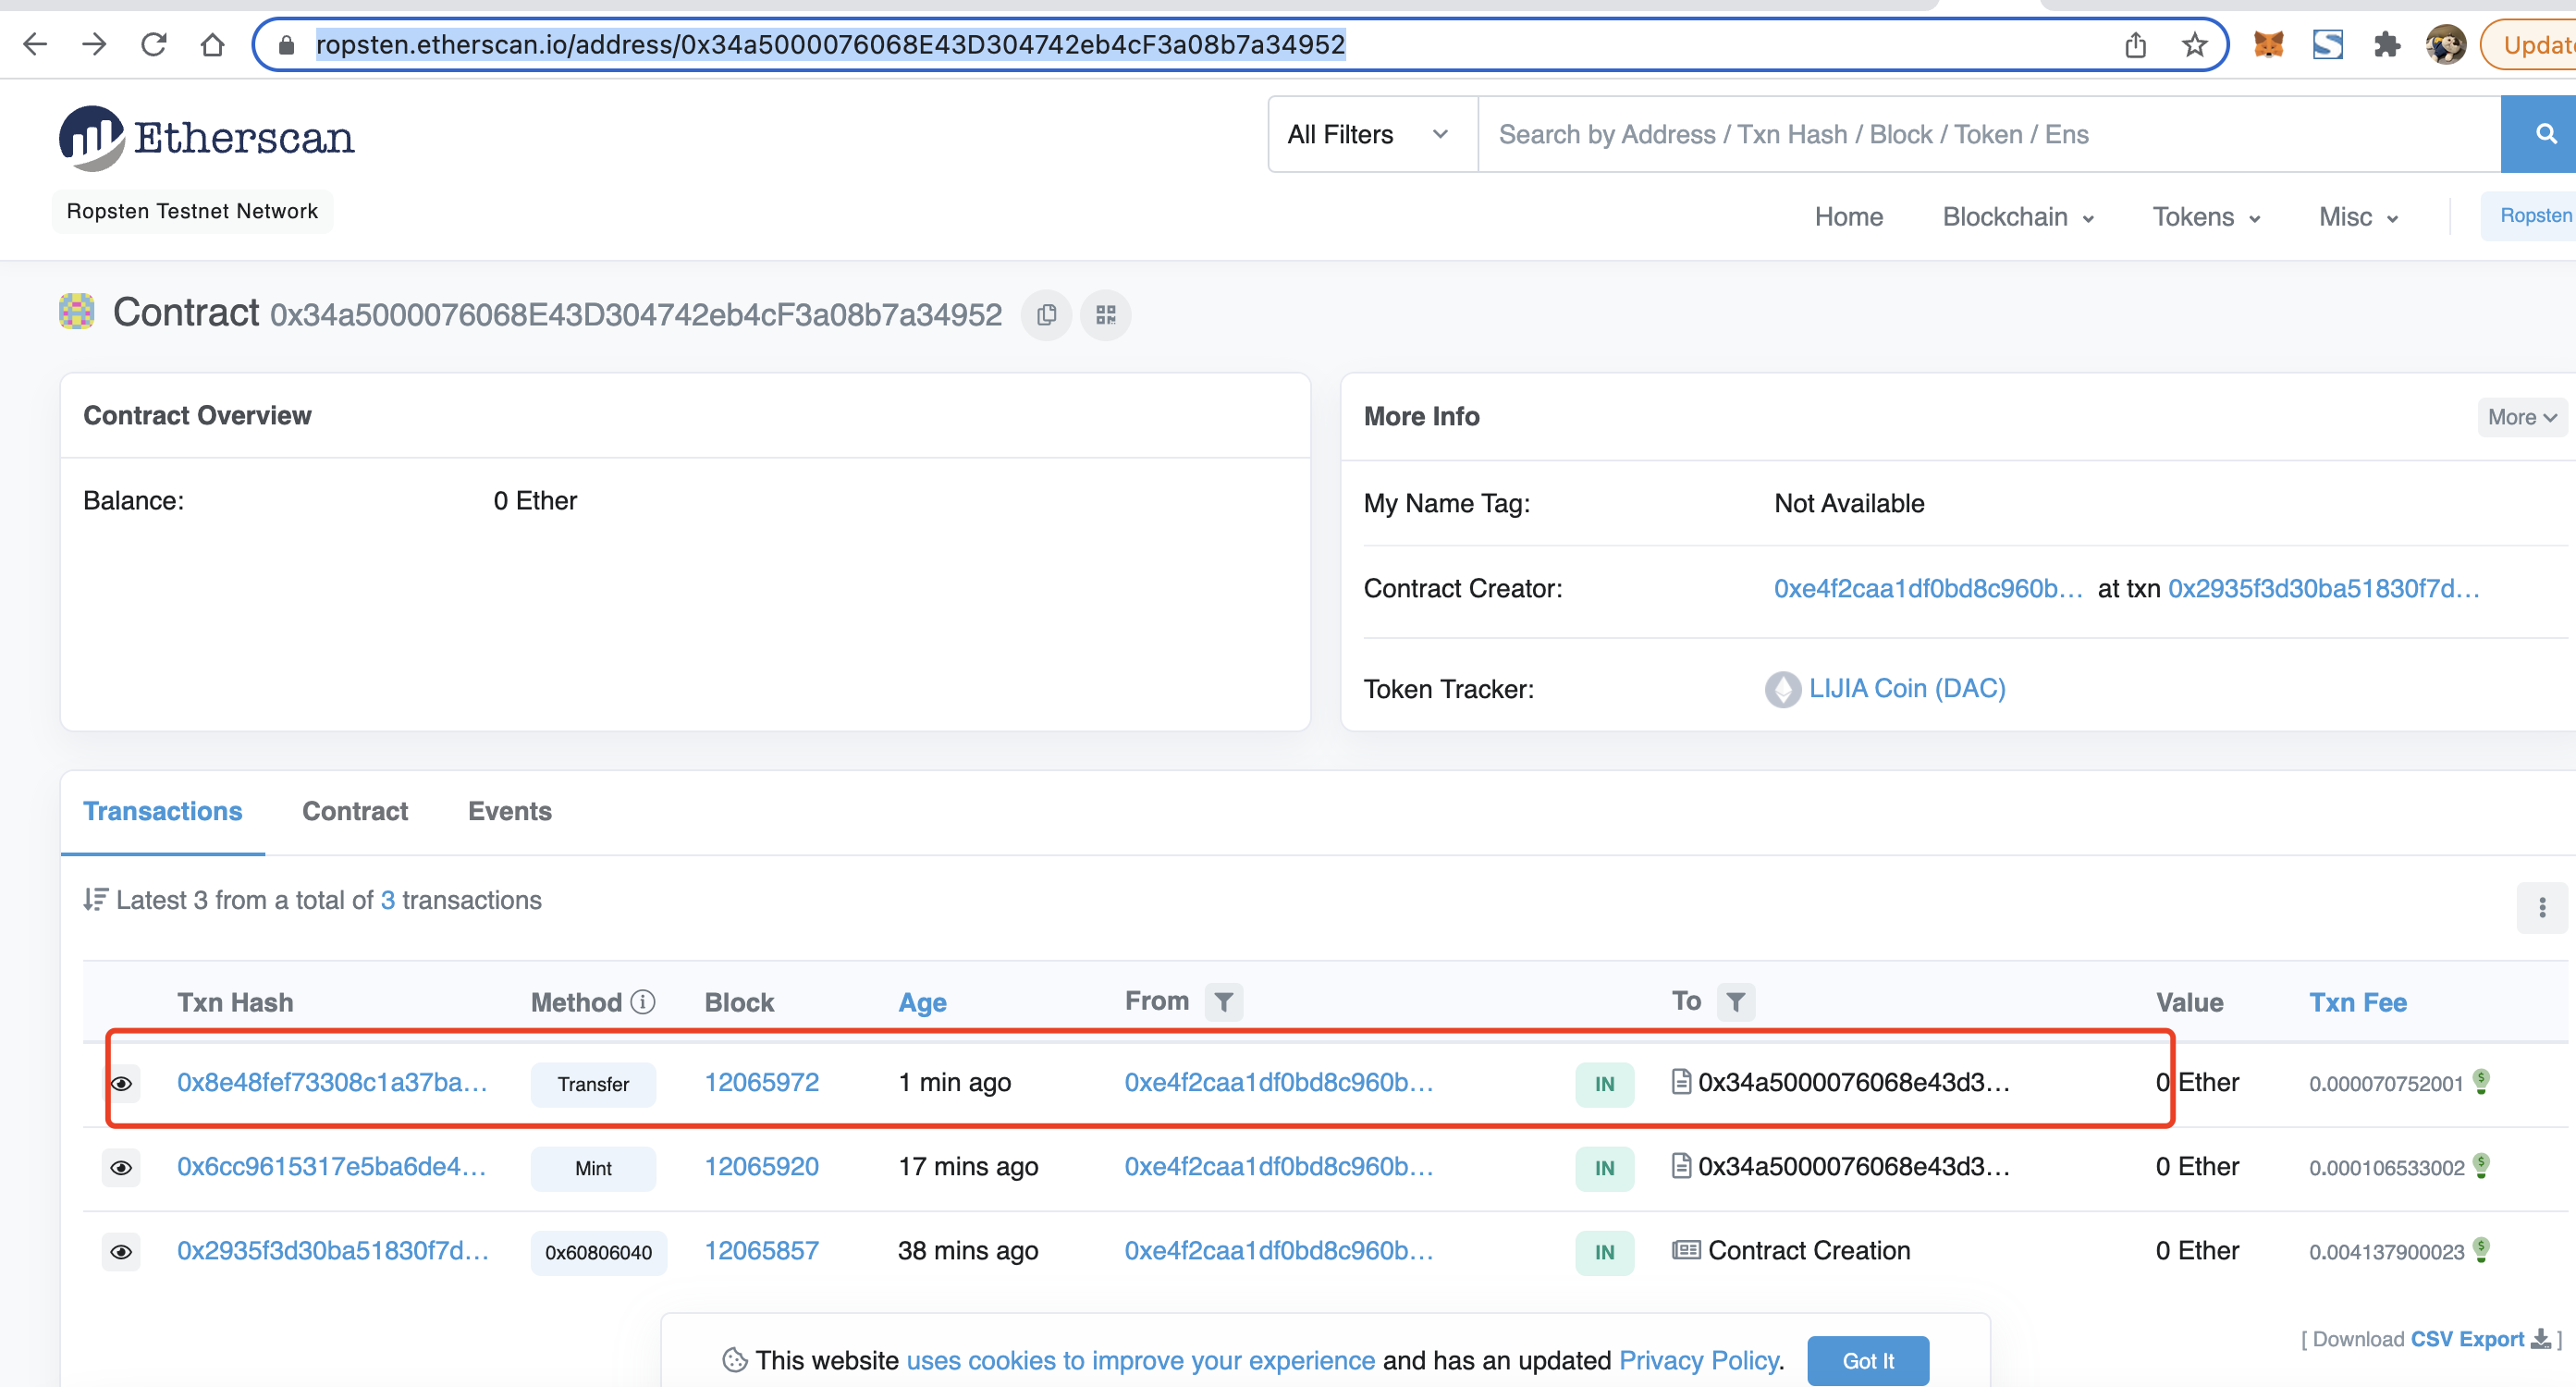 ropsten.etherscan.io/address/0x34a5000076068E43D304742eb4cF3a08b7a34952
Update
Etherscan
All Filters
Search by Address / Txn Hash / Block / Token / Ens
Ropsten Testnet Network
Home Blockchain Tokens Misc Ropsten
Contract 0x34a5000076068E43D304742eb4cF3a08b7a34952
Contract Overview
Balance: 0 Ether
More Info
More
My Name Tag: Not Available
Contract Creator: 0xe4f2caa1df0bd8c960b... at txn 0x2935f3d30ba51830f7d...
Token Tracker: LIJIA Coin (DAC)
Transactions Contract Events
Latest 3 from a total of 3 transactions
Txn Hash Method Block Age From To Value Txn Fee
0x8e48fef73308c1a37ba... Transfer 12065972 1 min ago 0xe4f2caa1df0bd8c960b... IN 0x34a5000076068e43d3... 0 Ether 0.000070752001
0x6cc9615317e5ba6de4... Mint 12065920 17 mins ago 0xe4f2caa1df0bd8c960b... IN 0x34a5000076068e43d3... 0 Ether 0.000106533002
0x2935f3d30ba51830f7d... 0x60806040 12065857 38 mins ago 0xe4f2caa1df0bd8c960b... IN Contract Creation 0 Ether 0.004137900023
[ Download CSV Export ]
This website uses cookies to improve your experience and has an updated Privacy Policy.
Got It